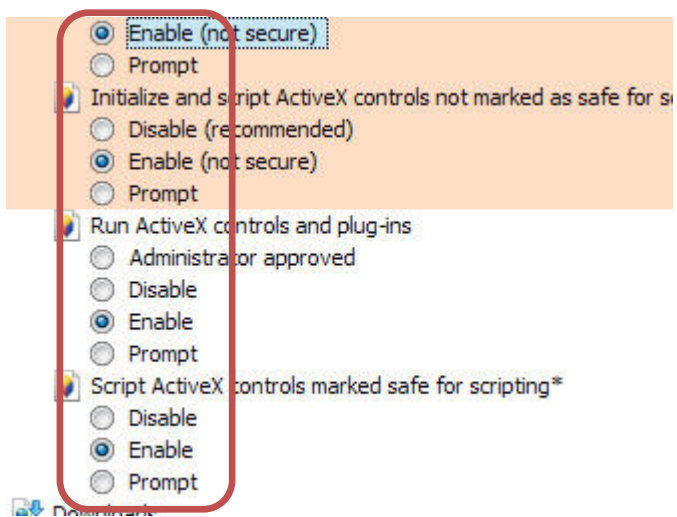 Enable (not secure)
Prompt
Initialize and script ActiveX controls not marked as safe for
Disable (recommended)
Enable (not secure)
Prompt
Run ActiveX controls and plug-ins
Administrator approved
Disable
Enable
Prompt
Script ActiveX controls marked safe for scripting*
Disable
Enable
Prompt
Downloads